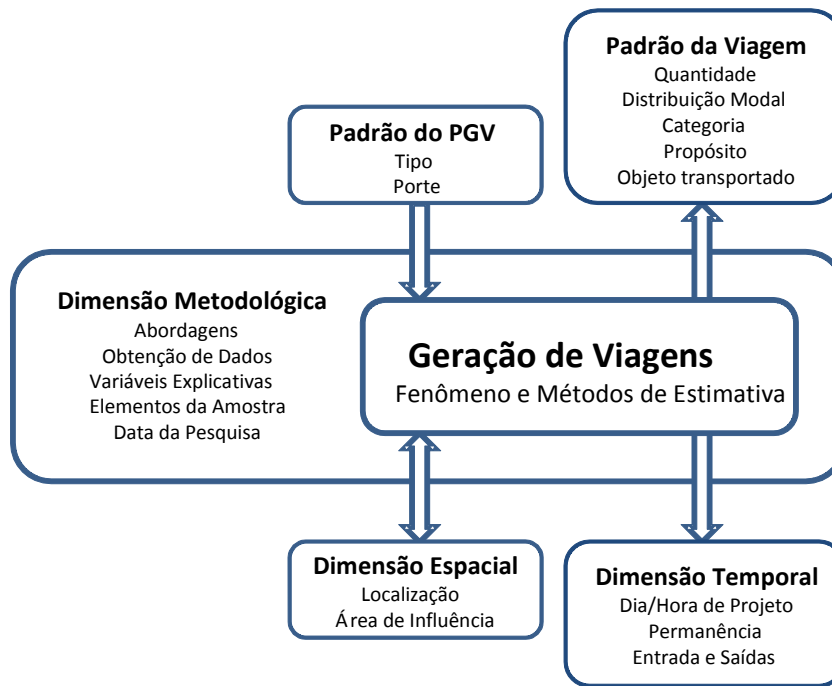 Padrão da Viagem
Quantidade
Distribuição Modal
Categoria
Propósito
Objeto transportado
Padrão do PGV
Tipo
Porte
Dimensão Metodológica
Abordagens
Obtenção de Dados
Variáveis Explicativas
Elementos da Amostra
Data da Pesquisa
Geração de Viagens
Fenômeno e Métodos de Estimativa
Dimensão Espacial
Localização
Área de Influência
Dimensão Temporal
Dia/Hora de Projeto
Permanência
Entrada e Saídas